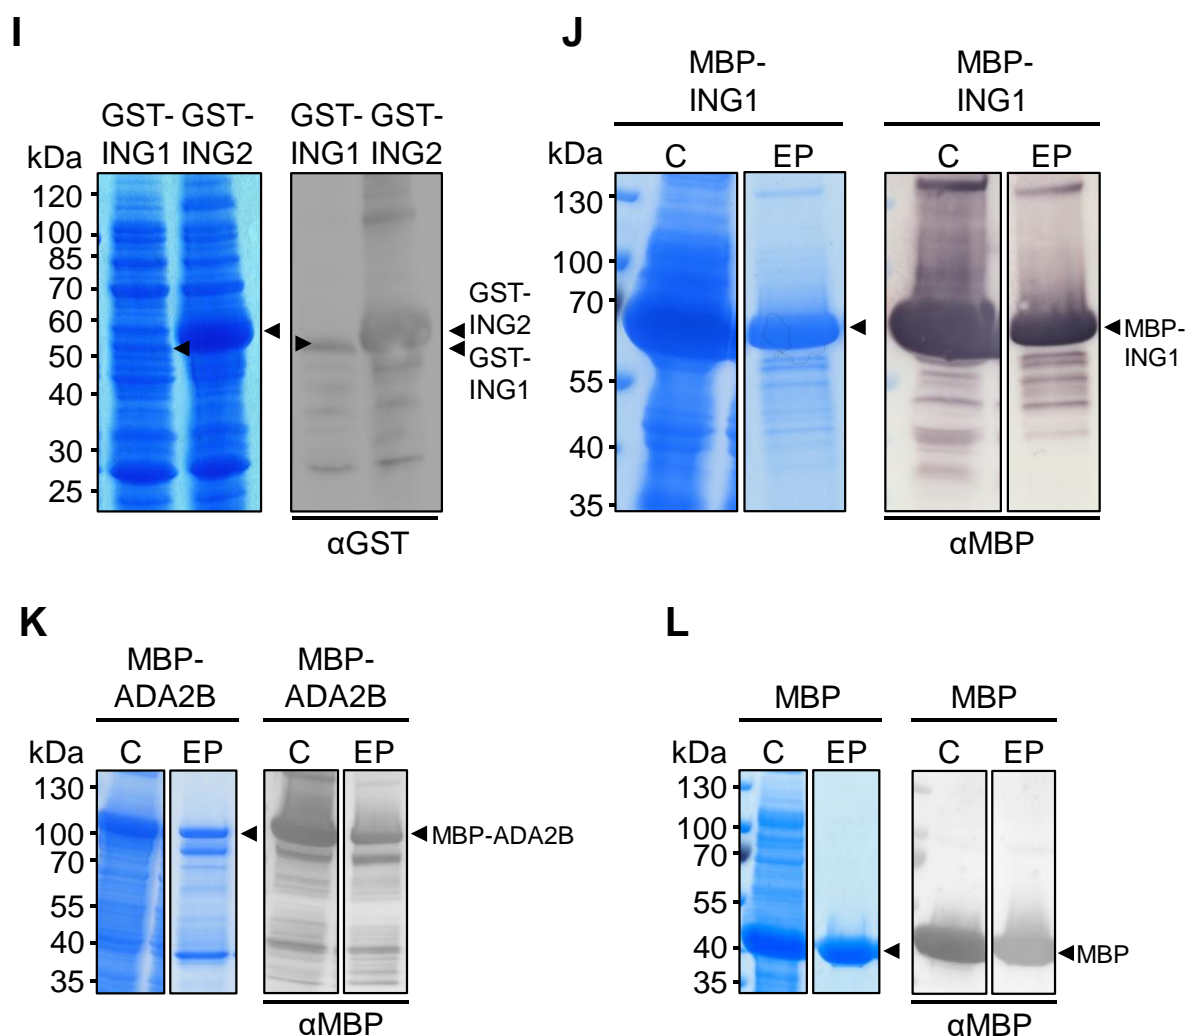 I
GST- GST- GST- GST-
kDa ING1 ING2 ING1 ING2
120
100
85
70
60
50
40
30
25
GST-
ING2
GST-
ING1
αGST
J
MBP- MBP-
ING1 ING1
kDa C EP C EP
130
100
70
55
40
35
MBP-
ING1
αMBP
K
MBP- MBP-
ADA2B ADA2B
kDa C EP C EP
130
100
70
55
40
35
MBP-ADA2B
αMBP
L
MBP MBP
kDa C EP C EP
130
100
70
55
40
35
MBP
αMBP